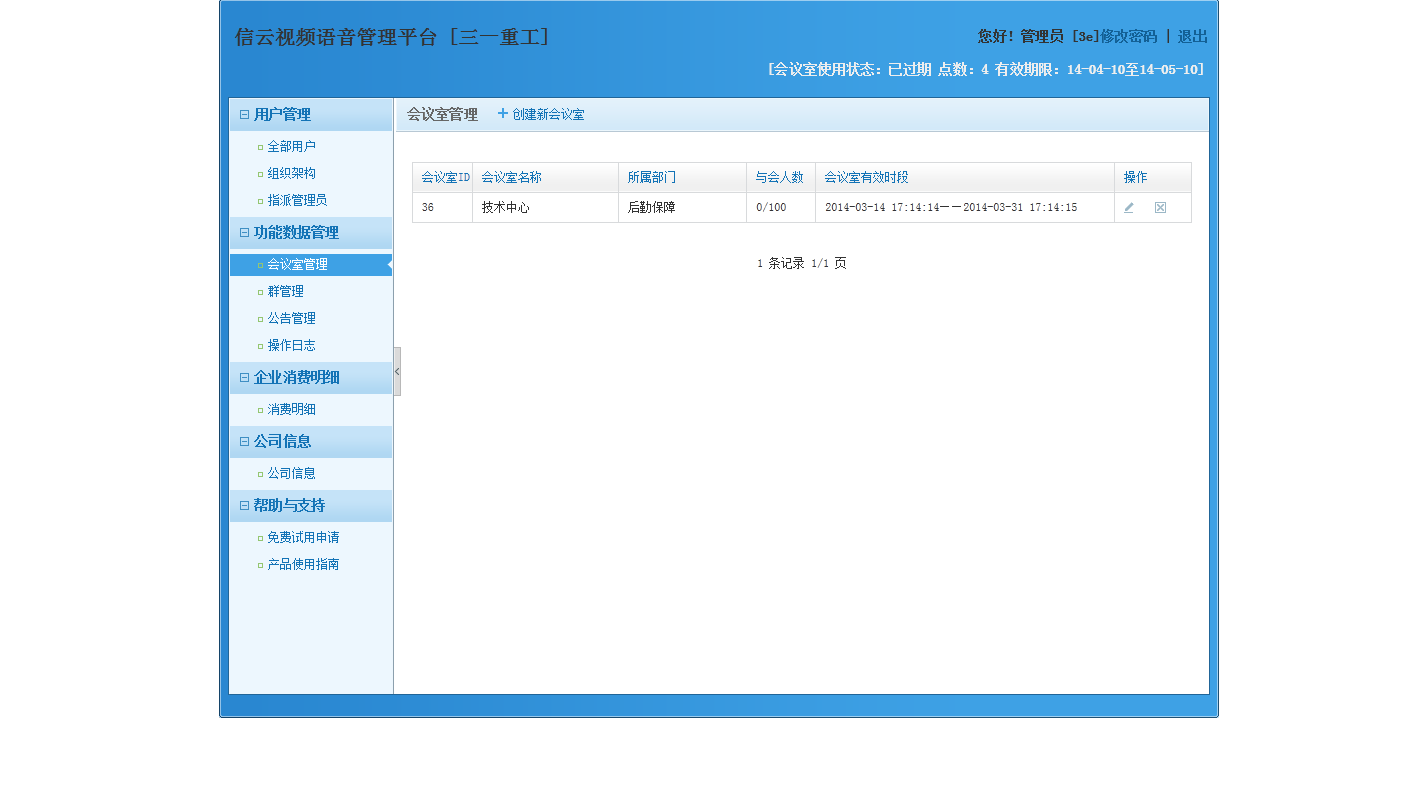 信云视频语音管理平台 [三一重工]
您好! 管理员 [3e]修改密码 | 退出
[会议室使用状态: 已过期 点数: 4 有效期限: 14-04-10至14-05-10]
用户管理
全部用户
组织架构
指派管理员
功能数据管理
会议室管理
群管理
公告管理
操作日志
企业消费明细
消费明细
公司信息
公司信息
帮助与支持
免费试用申请
产品使用指南
会议室管理 创建新会议室
会议室ID 会议室名称 所属部门 与会人数 会议室有效时段 操作
36 技术中心 后勤保障 0/100 2014-03-14 17:14:14——2014-03-31 17:14:15
1 条记录 1/1 页